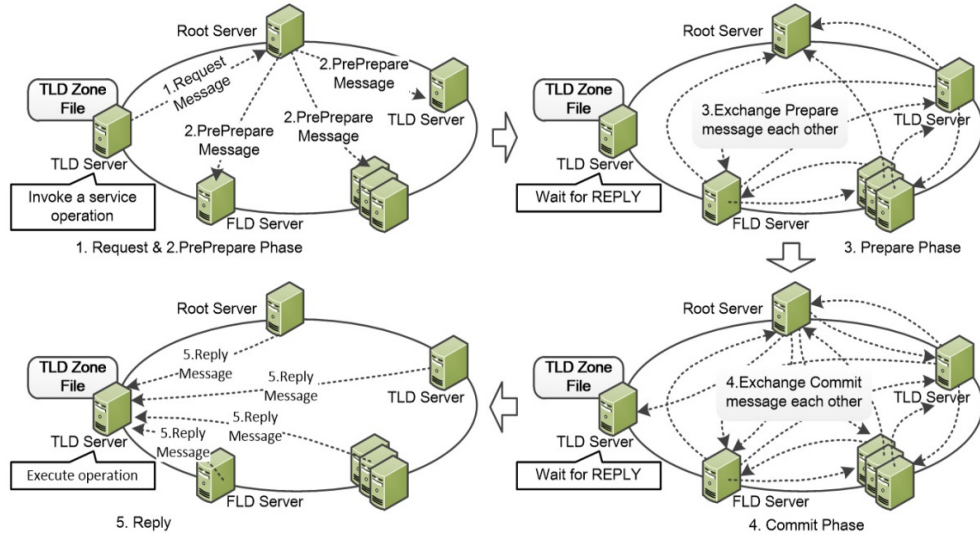 Root Server
1.Request
Message
2.PrePrepare
Message
TLD Zone
File
TLD Server
2.PrePrepare
Message
2.PrePrepare
Message
TLD Server
Invoke a service
operation
FLD Server
1. Request & 2.PrePrepare Phase
Root Server
TLD Zone
File
3.Exchange Prepare
message each other
TLD Server
TLD Server
Wait for REPLY
FLD Server
3. Prepare Phase
Root Server
5.Reply
Message
TLD Zone
File
5.Reply
Message
TLD Server
5.Reply
Message
5.Reply
Message
TLD Server
Execute operation
FLD Server
5. Reply
Root Server
TLD Zone
File
4.Exchange Commit
message each other
TLD Server
TLD Server
Wait for REPLY
FLD Server
4. Commit Phase